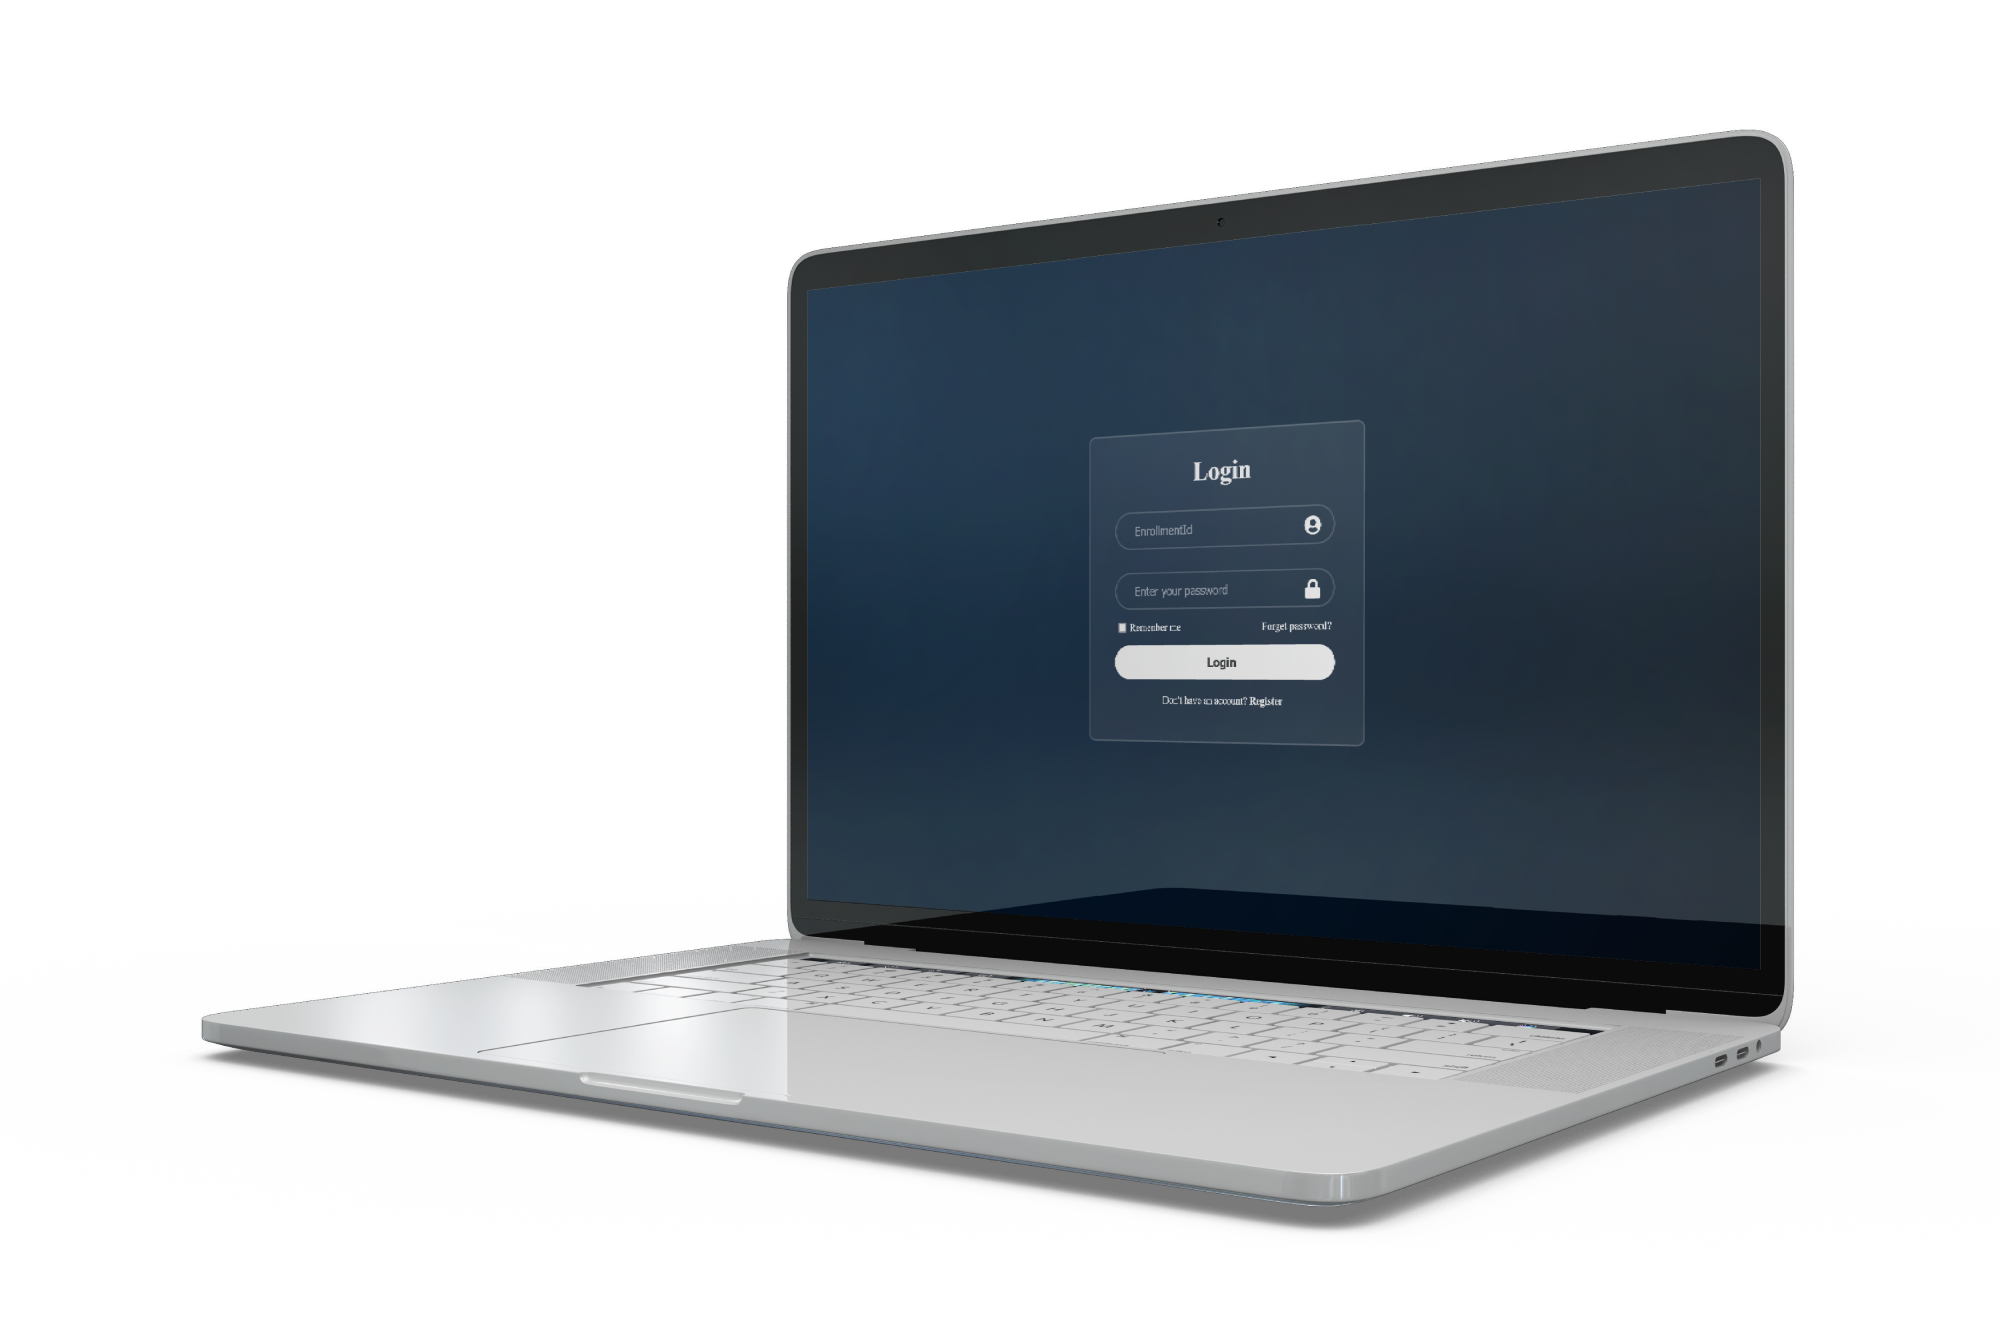 Login
EnrollmentId
Enter your password
Remember me
Forget password?
Login
Don't have an account? Register